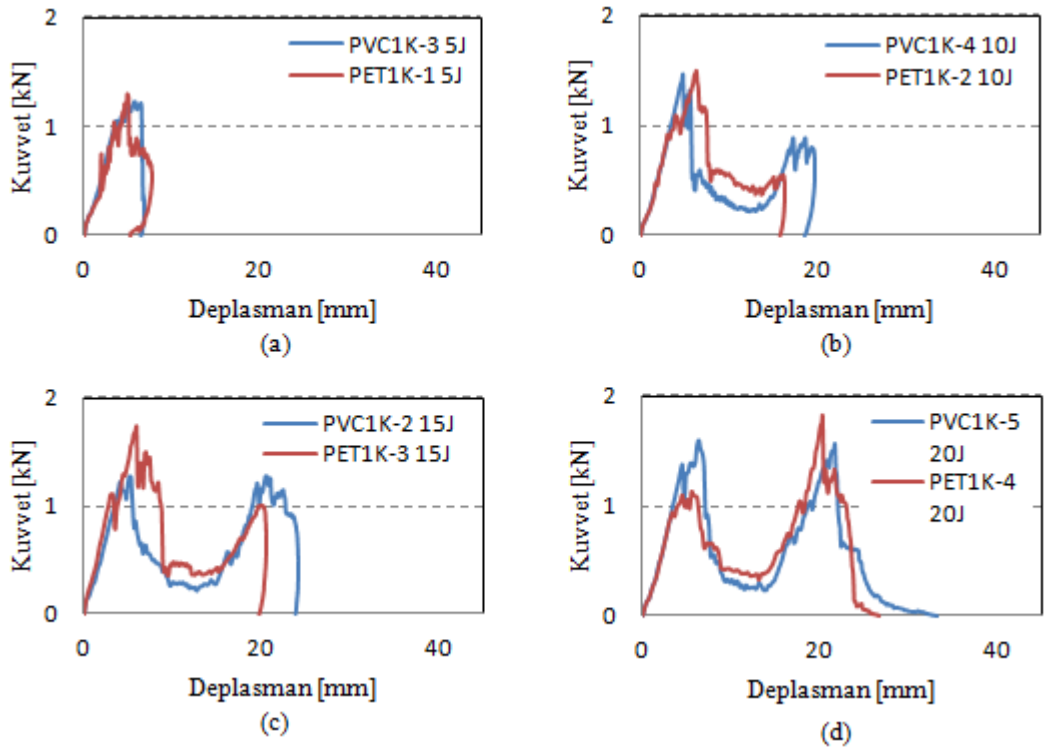 2
PVC1K-3 5J
PET1K-1 5J
Kuvvet [kN]
1
0
0
20
40
Deplasman [mm]
(a)
2
PVC1K-4 10J
PET1K-2 10J
Kuvvet [kN]
1
0
0
20
40
Deplasman [mm]
(b)
2
PVC1K-2 15J
PET1K-3 15J
Kuvvet [kN]
1
0
0
20
40
Deplasman [mm]
(c)
2
PVC1K-5
20J
PET1K-4
20J
Kuvvet [kN]
1
0
0
20
40
Deplasman [mm]
(d)